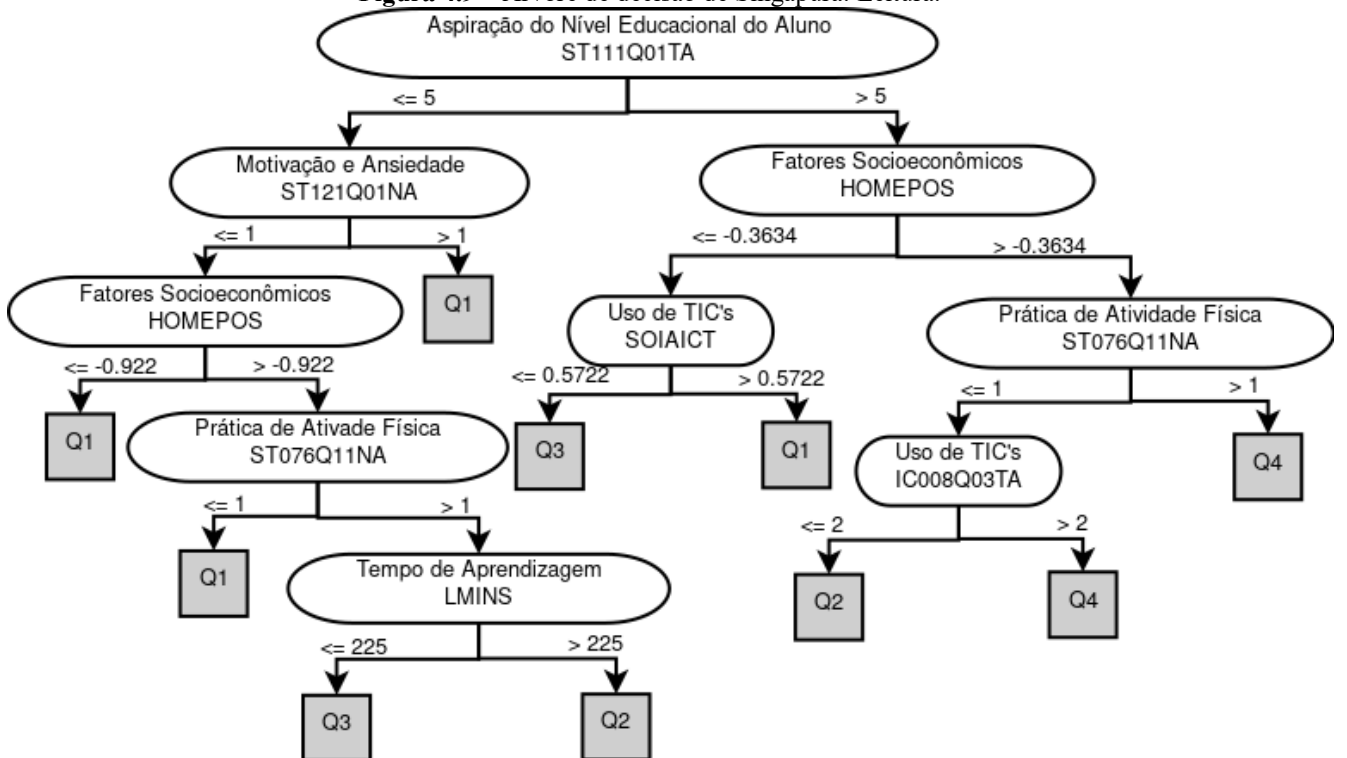 Aspiração do Nível Educacional do Aluno
ST111Q01TA
<= 5
> 5
Motivação e Ansiedade
ST121Q01NA
Fatores Socioeconômicos
HOMEPOS
<= 1
> 1
<= -0.3634
> -0.3634
Fatores Socioeconômicos
HOMEPOS
Q1
Uso de TIC's
SOIAICT
Prática de Atividade Física
ST076Q11NA
<= -0.922
> -0.922
<= 0.5722
> 0.5722
<= 1
> 1
Q1
Prática de Ativade Física
ST076Q11NA
Q3
Q1
Uso de TIC's
IC008Q03TA
Q4
<= 1
> 1
<= 2
> 2
Q1
Tempo de Aprendizagem
LMINS
Q2
Q4
<= 225
> 225
Q3
Q2